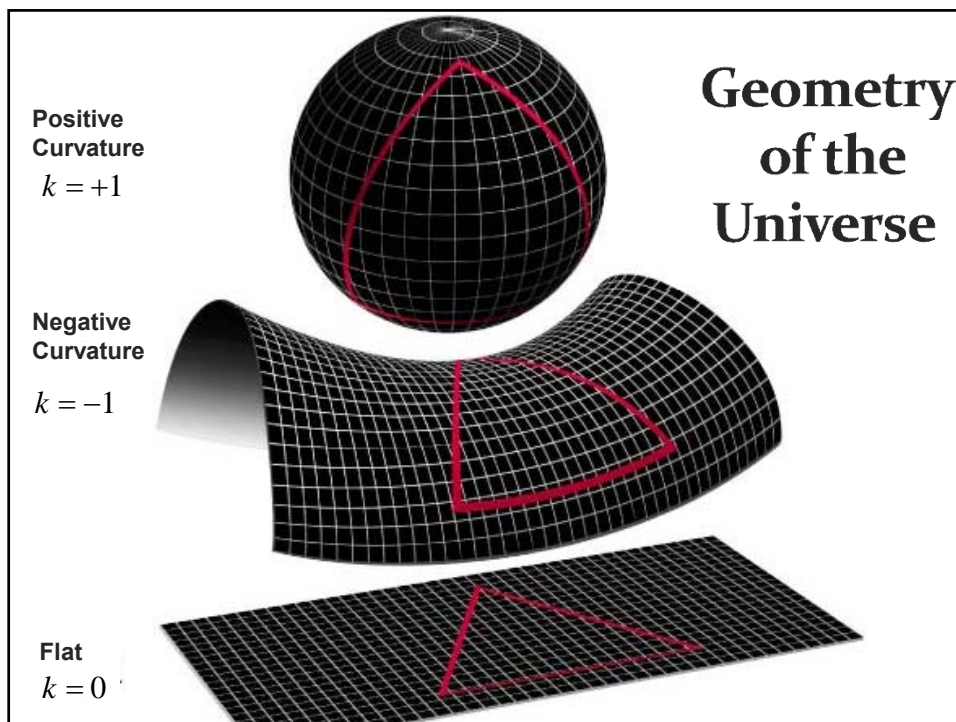 Geometry
of the
Universe
Positive
Curvature
k = +1
Negative
Curvature
k = −1
Flat
k = 0